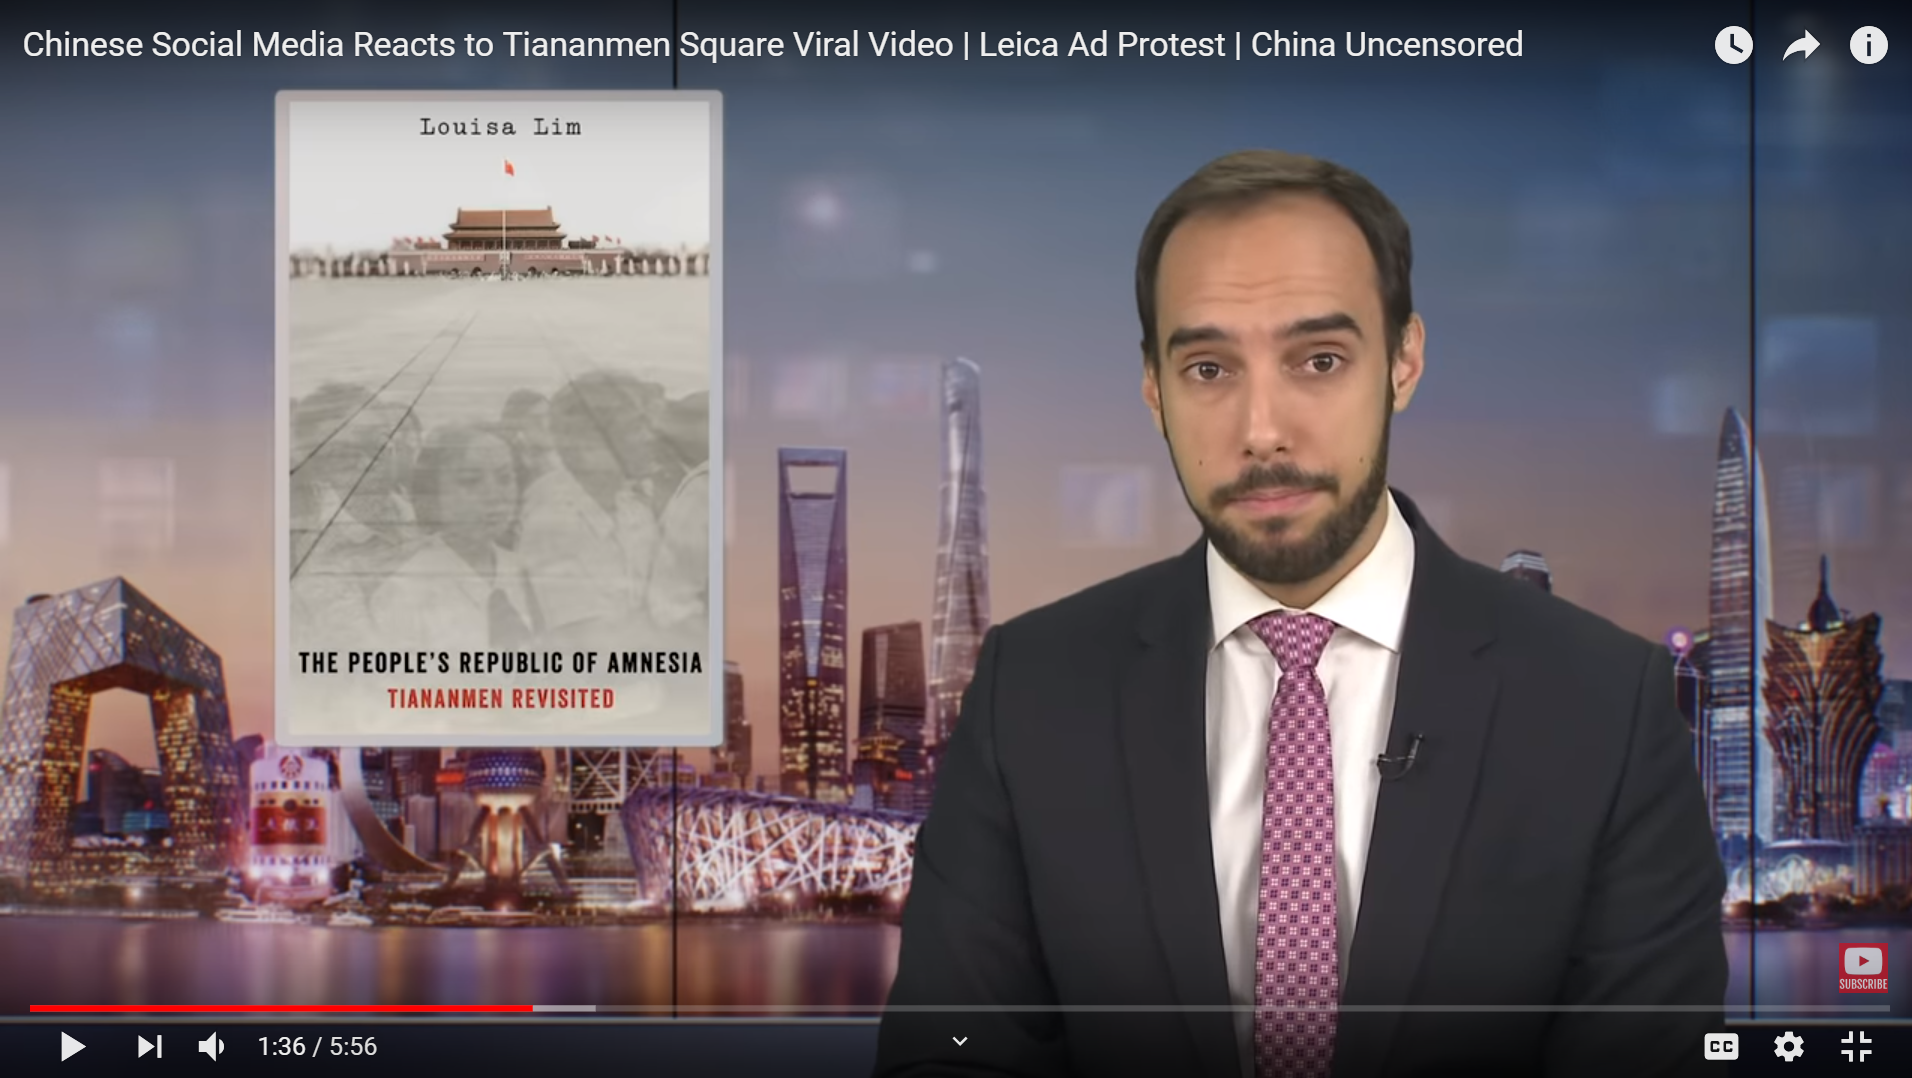 Chinese Social Media Reacts to Tiananmen Square Viral Video | Leica Ad Protest | China Uncensored
Louisa Lim
THE PEOPLE'S REPUBLIC OF AMNESIA
TIANANMEN REVISITED
SUBSCRIBE
1:36 / 5:56
CC